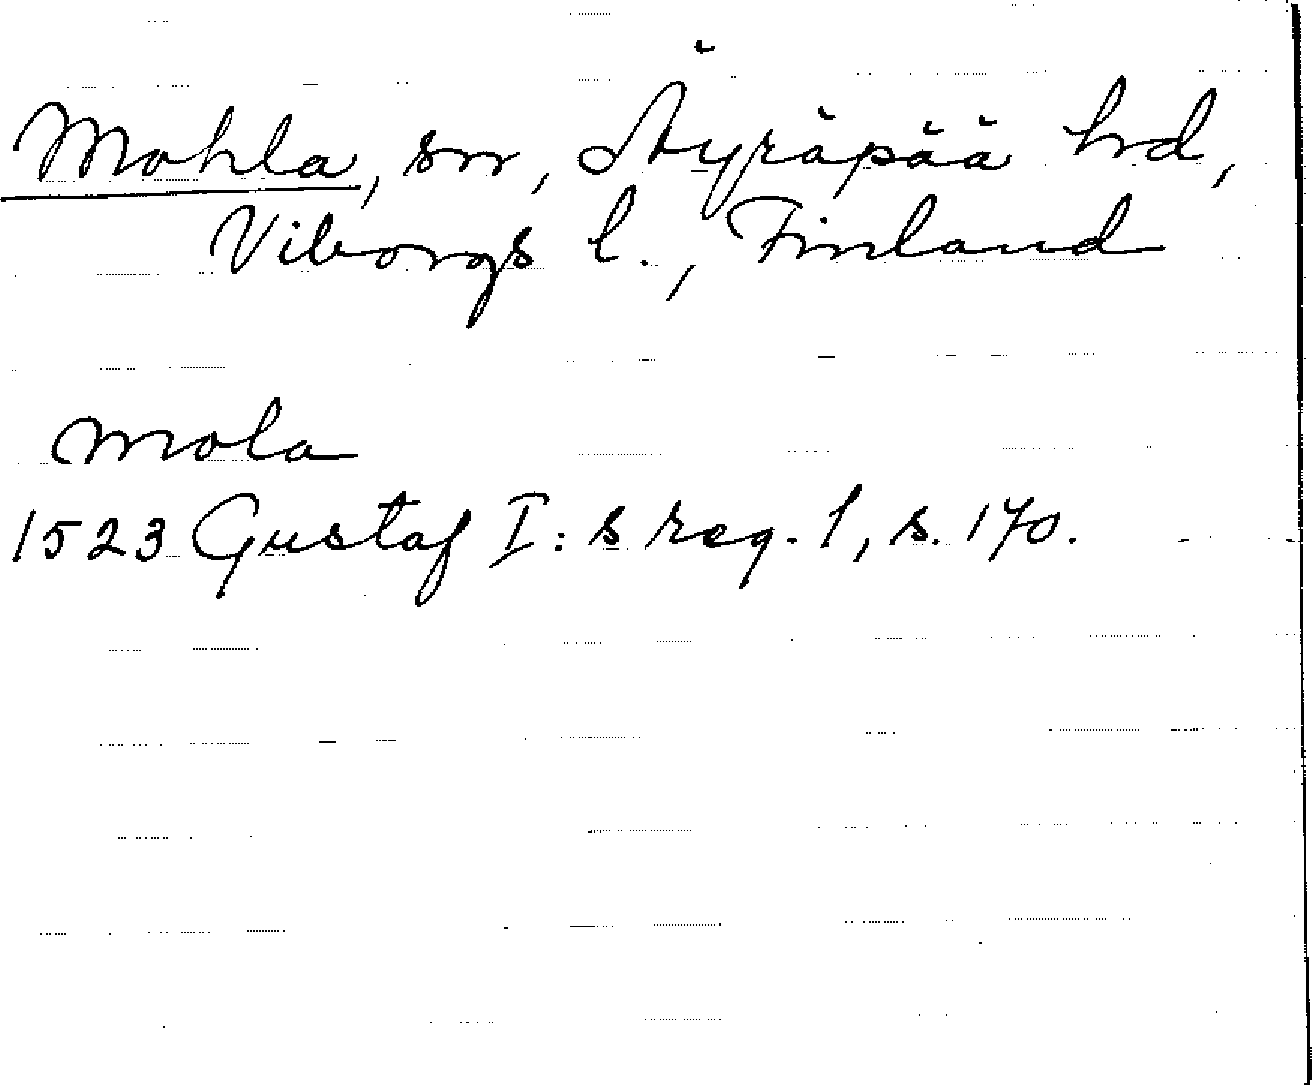 Mohla, sn, Äyräpää hd,
Viborgs l., Finland
Mola
1523 Gustaf I:s reg. 1, s. 170.